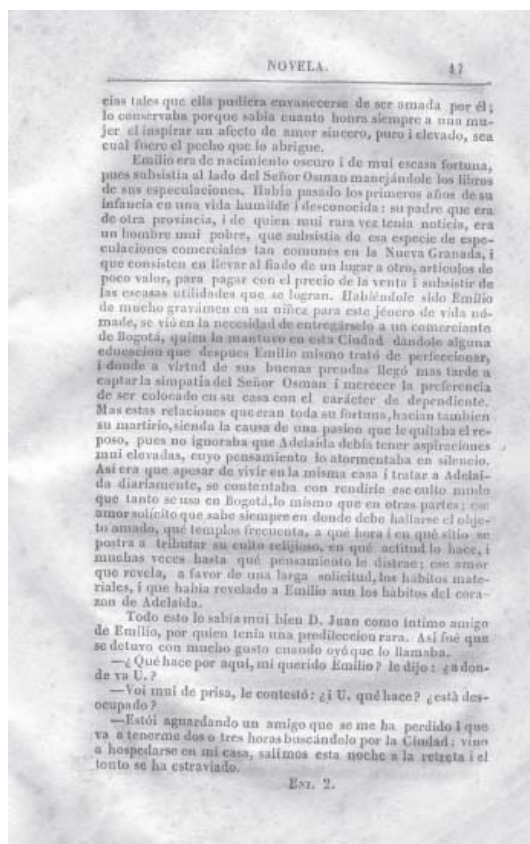 NOVELA. 17
cias tales que ella pudiera envanecerse de ser amada por él;
lo conservaba porque sabia cuanto honra siempre a una mu-
jer el inspirar un afecto de amor sincero, puro i elevado, sea
cual fuere el pecho que lo abrigue.
Emilio era de nacimiento oscuro i de mui escasa fortuna,
pues subsistia al lado del Señor Osman manejándole los libros
de sus especulaciones. Habia pasado los primeros años de su
infancia en una vida humilde i desconocida: su padre que era
de otra provincia, i de quien mui rara vez tenia noticia, era
un hombre mui pobre, que subsistia de esa especie de espe-
culaciones comerciales tan comunes en la Nueva Granada, i
que consisten en llevar al fiado de un lugar a otro, artículos de
poco valor, para pagar con el precio de la venta i subsistir de
las escasas utilidades que se logran. Habiéndole sido Emilio
de mucho gravámen en su niñez para este jénero de vida nó-
made, se vió en la necesidad de entregárselo a un comerciante
de Bogotá, quien lo mantuvo en esta Ciudad dándole alguna
educacion que despues Emilio mismo trató de perfeccionar,
i donde a virtud de sus buenas prendas llegó mas tarde a
captar la simpatia del Señor Osman i merecer la preferencia
de ser colocado en su casa con el carácter de dependiente.
Mas estas relaciones que eran toda su fortuna, hacian tambien
su martirio, siendo la causa de una pasion que le quitaba el re-
poso, pues no ignoraba que Adelaida debia tener aspiraciones
mui elevadas, cuyo pensamiento lo atormentaba en silencio.
Asi era que apesar de vivir en la misma casa i tratar a Adelai-
da diariamente, se contentaba con rendirle ese culto mudo
que tanto se usa en Bogotá, lo mismo que en otras partes; ese
amor solícito que sabe siempre en donde debe hallarse el obje-
to amado, qué templos frecuenta, a qué hora i en qué sitio se
postra a tributar su culto relijioso, en qué actitud lo hace, i
muchas veces hasta qué pensamiento le distrae; ese amor
que revela, a favor de una larga solicitud, los hábitos mate-
riales, i que habia revelado a Emilio aun los hábitos del cora-
zon de Adelaida.
Todo esto lo sabia mui bien D. Juan como íntimo amigo
de Emilio, por quien tenia una predileccion rara. Asi fué que
se detuvo con mucho gusto cuando oyó que lo llamaba.
—¿Qué hace por aquí, mi querido Emilio? le dijo: ¿a don-
de va U.?
—Voi mui de prisa, le contestó: ¿i U. qué hace? ¿està des-
ocupado?
—Estói aguardando un amigo que se me ha perdido i que
va a tenerme dos o tres horas buscándolo por la Ciudad: vino
a hospedarse en mi casa, salimos esta noche a la retreta i el
tonto se ha estraviado.
ENT. 2.